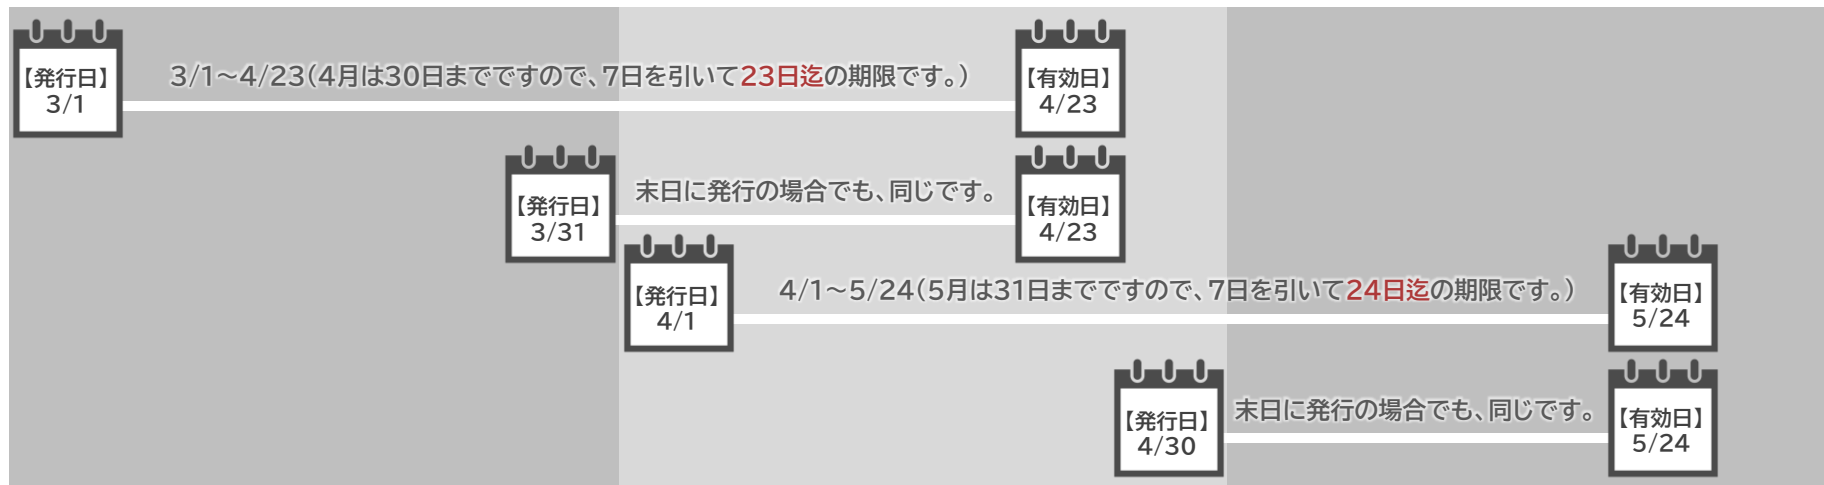 【発行日】
3/1
3/1～4/23(4月は30日までですので、7日を引いて23日迄の期限です。)
【有効日】
4/23
【発行日】
3/31
末日に発行の場合でも、同じです。
【有効日】
4/23
【発行日】
4/1
4/1～5/24(5月は31日までですので、7日を引いて24日迄の期限です。)
【有効日】
5/24
【発行日】
4/30
末日に発行の場合でも、同じです。
【有効日】
5/24